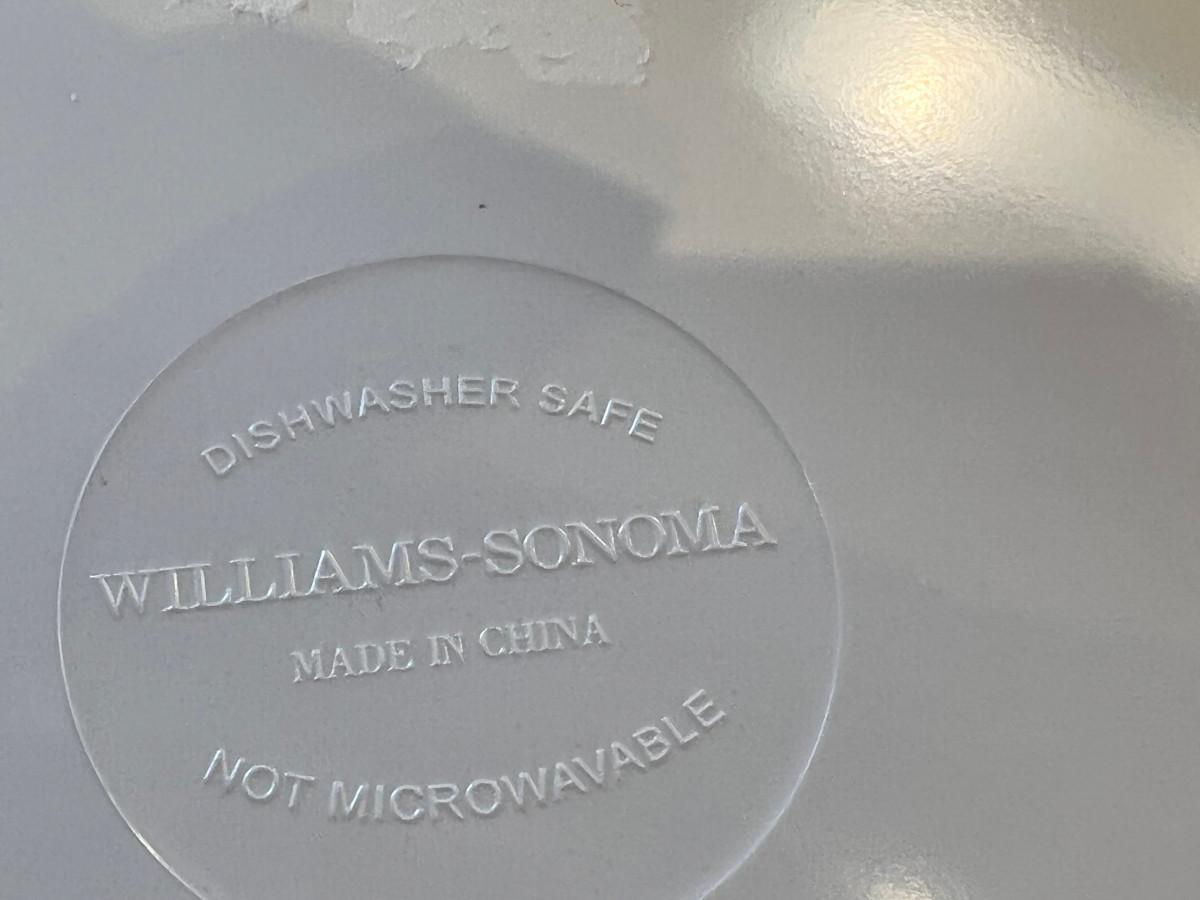 DISHWASHER SAFE
WILLIAMS-SONOMA
MADE IN CHINA
NOT MICROWAVABLE